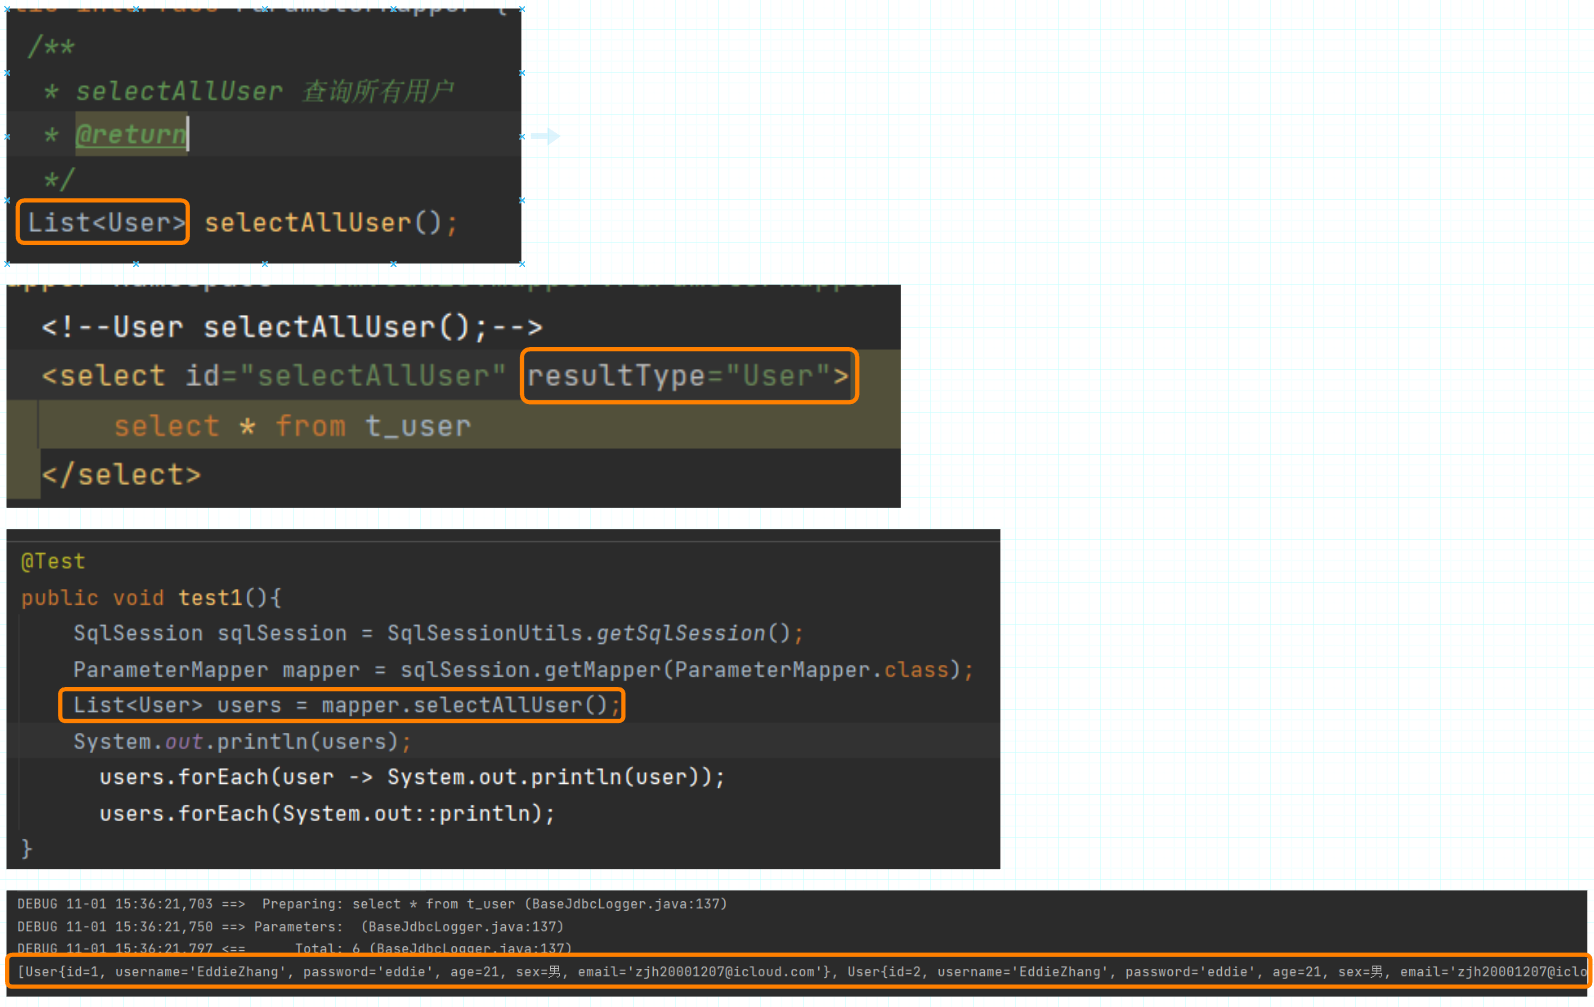 /**
* selectAllUser 查询所有用户
* @return
*/
List<User> selectAllUser();
<!--User selectAllUser();-->
<select id="selectAllUser" resultType="User">
select * from t_user
</select>
@Test
public void test1(){
SqlSession sqlSession = SqlSessionUtils.getSqlSession();
ParameterMapper mapper = sqlSession.getMapper(ParameterMapper.class);
List<User> users = mapper.selectAllUser();
System.out.println(users);
users.forEach(user -> System.out.println(user));
users.forEach(System.out::println);
}
DEBUG 11-01 15:36:21,703 ==>  Preparing: select * from t_user (BaseJdbcLogger.java:137)
DEBUG 11-01 15:36:21,750 ==> Parameters:  (BaseJdbcLogger.java:137)
DEBUG 11-01 15:36:21,797 <==      Total: 6 (BaseJdbcLogger.java:137)
[User{id=1, username='EddieZhang', password='eddie', age=21, sex=男, email='zjh20001207@icloud.com'}, User{id=2, username='EddieZhang', password='eddie', age=21, sex=男, email='zjh20001207@iclo